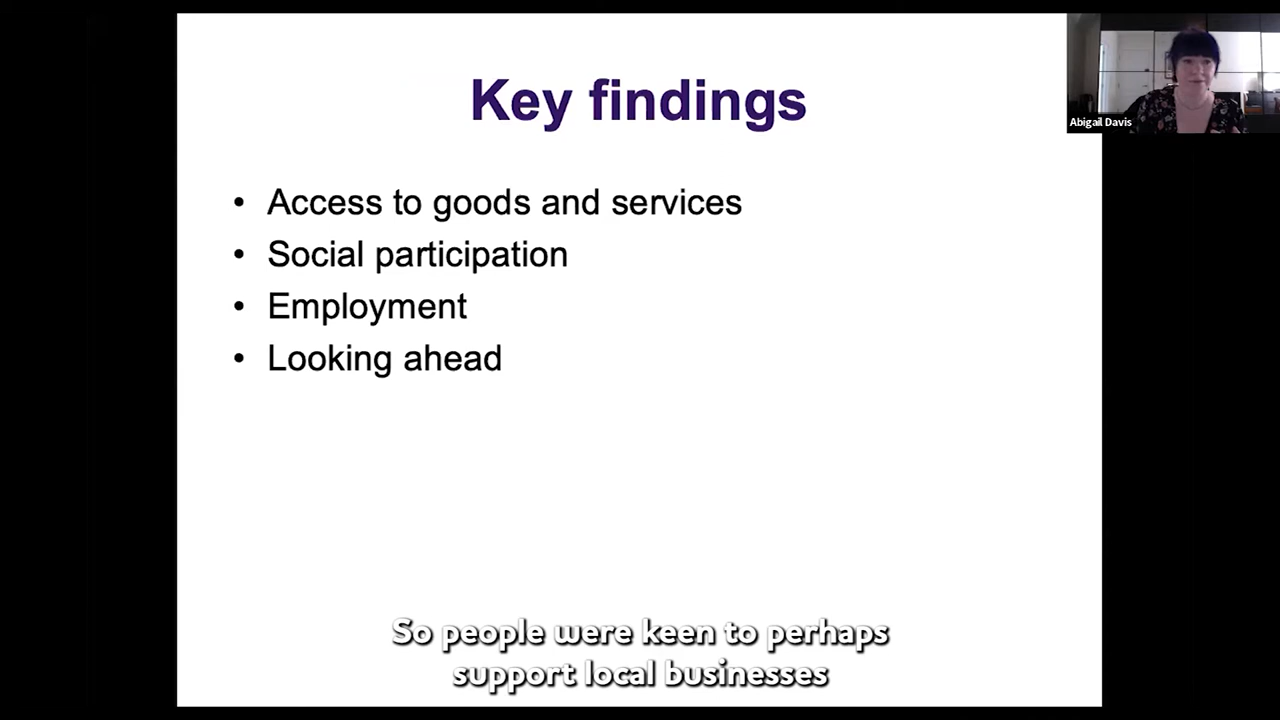 Key findings
Abigail Davis
• Access to goods and services
• Social participation
• Employment
• Looking ahead
So people were keen to perhaps
support local businesses